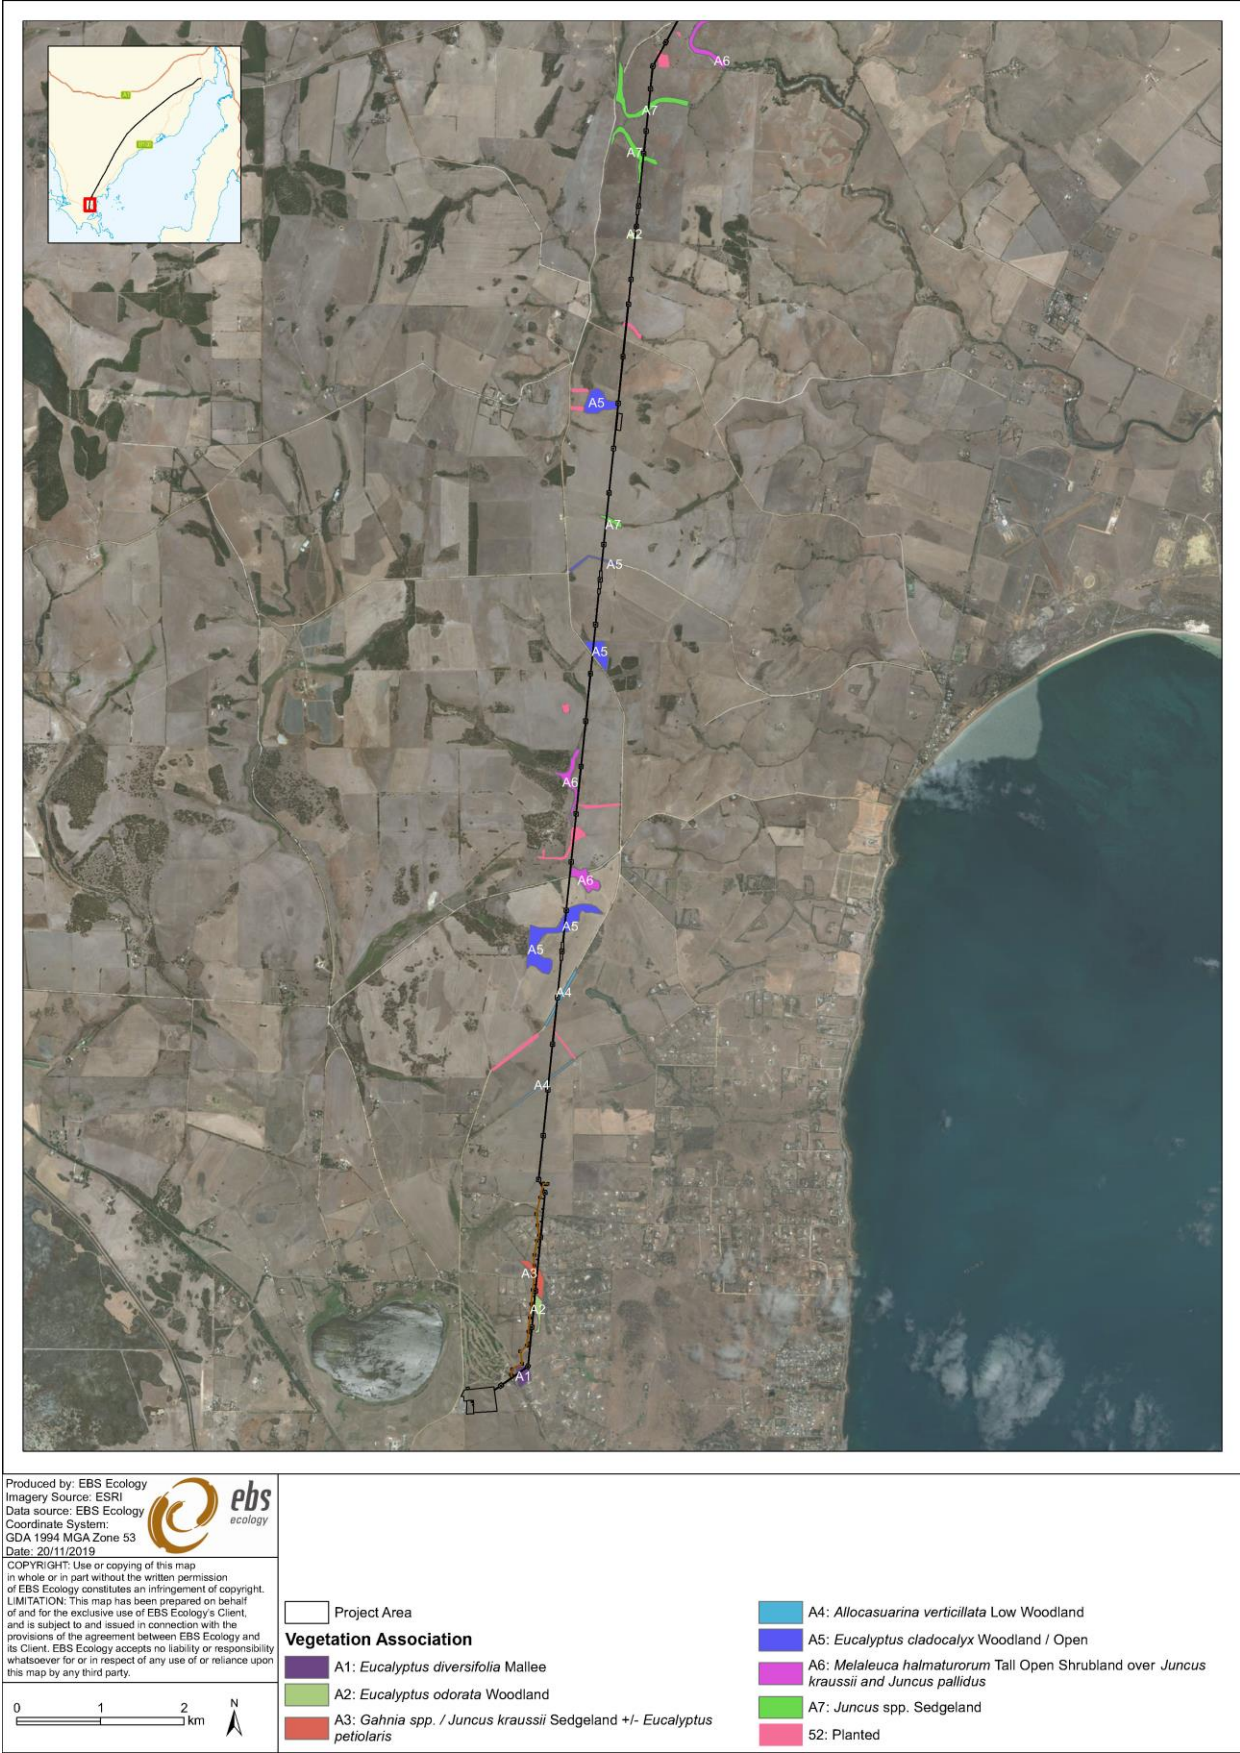 A1
A6
A7
A7
A2
A5
A7
A5
A5
A6
A6
A5
A5
A4
A4
A3
A2
A1
Produced by: EBS Ecology
Imagery Source: ESRI
Data source: EBS Ecology
Coordinate System:
GDA 1994 MGA Zone 53
Date: 20/11/2019
ebs
ecology
COPYRIGHT: Use or copying of this map
in whole or in part without the written permission
of EBS Ecology constitutes an infringement of copyright.
LIMITATION: This map has been prepared on behalf
of and for the exclusive use of EBS Ecology's Client,
and is subject to and issued in connection with the
provisions of the agreement between EBS Ecology and
its Client. EBS Ecology accepts no liability or responsibility
whatsoever for or in respect of any use of or reliance upon
this map by any third party.
0 1 2
km
N
Project Area
Vegetation Association
A1: Eucalyptus diversifolia Mallee
A2: Eucalyptus odorata Woodland
A3: Gahnia spp. / Juncus kraussii Sedgeland +/- Eucalyptus
petiolaris
A4: Allocasuarina verticillata Low Woodland
A5: Eucalyptus cladocalyx Woodland / Open
A6: Melaleuca halmaturorum Tall Open Shrubland over Juncus
kraussii and Juncus pallidus
A7: Juncus spp. Sedgeland
52: Planted